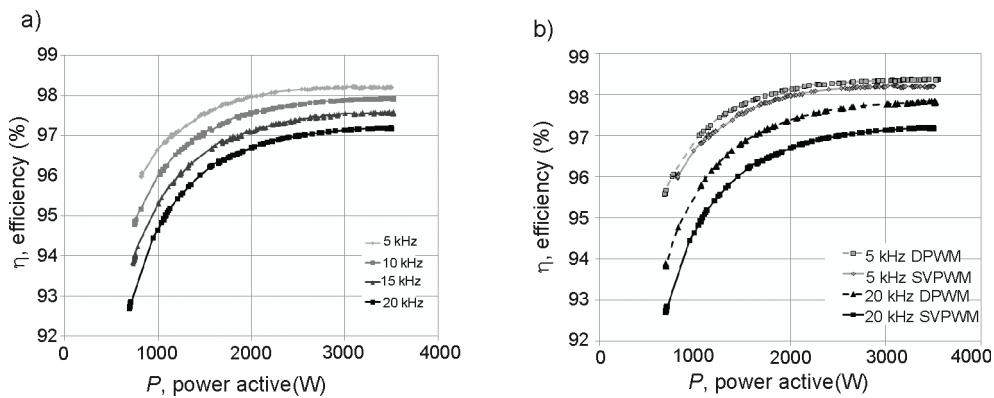 a)
99
98
97
96
95
94
93
92
η, efficiency (%)
0
1000
2000
3000
4000
P, power active(W)
5 kHz
10 kHz
15 kHz
20 kHz
b)
99
98
97
96
95
94
93
92
η, efficiency (%)
0
1000
2000
3000
4000
P, power active(W)
5 kHz DPWM
5 kHz SVPWM
20 kHz DPWM
20 kHz SVPWM